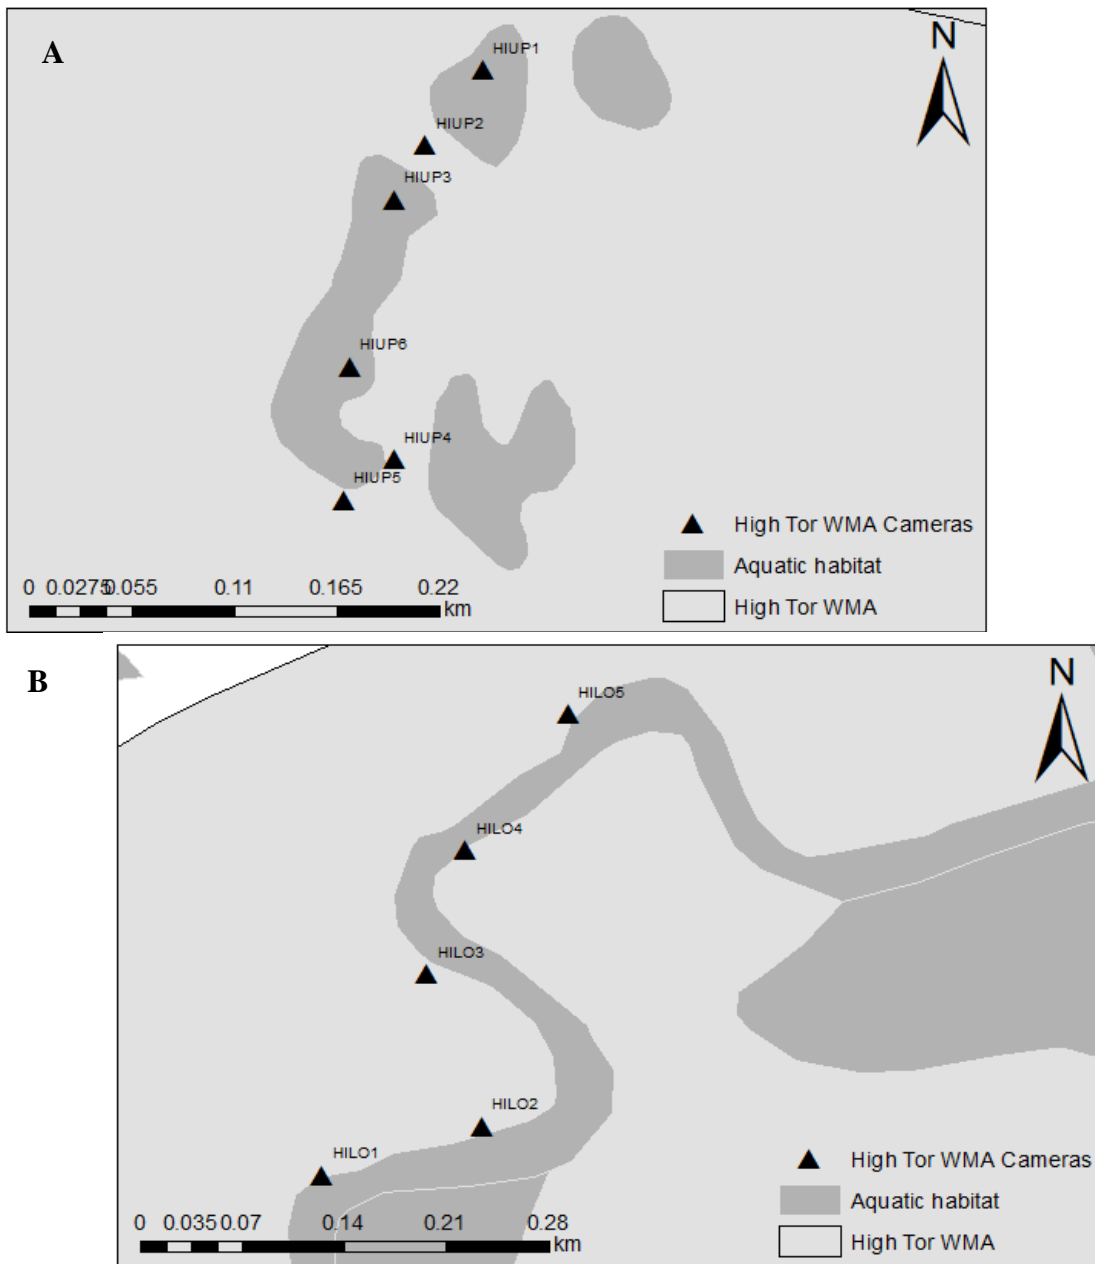 A
N
HIUP1
HIUP2
HIUP3
HIUP6
HIUP4
HIUP5
High Tor WMA Cameras
Aquatic habitat
High Tor WMA
0 0.0275 0.055 0.11 0.165 0.22
km
B
N
HILO5
HILO4
HILO3
HILO2
HILO1
High Tor WMA Cameras
Aquatic habitat
High Tor WMA
0 0.035 0.07 0.14 0.21 0.28
km